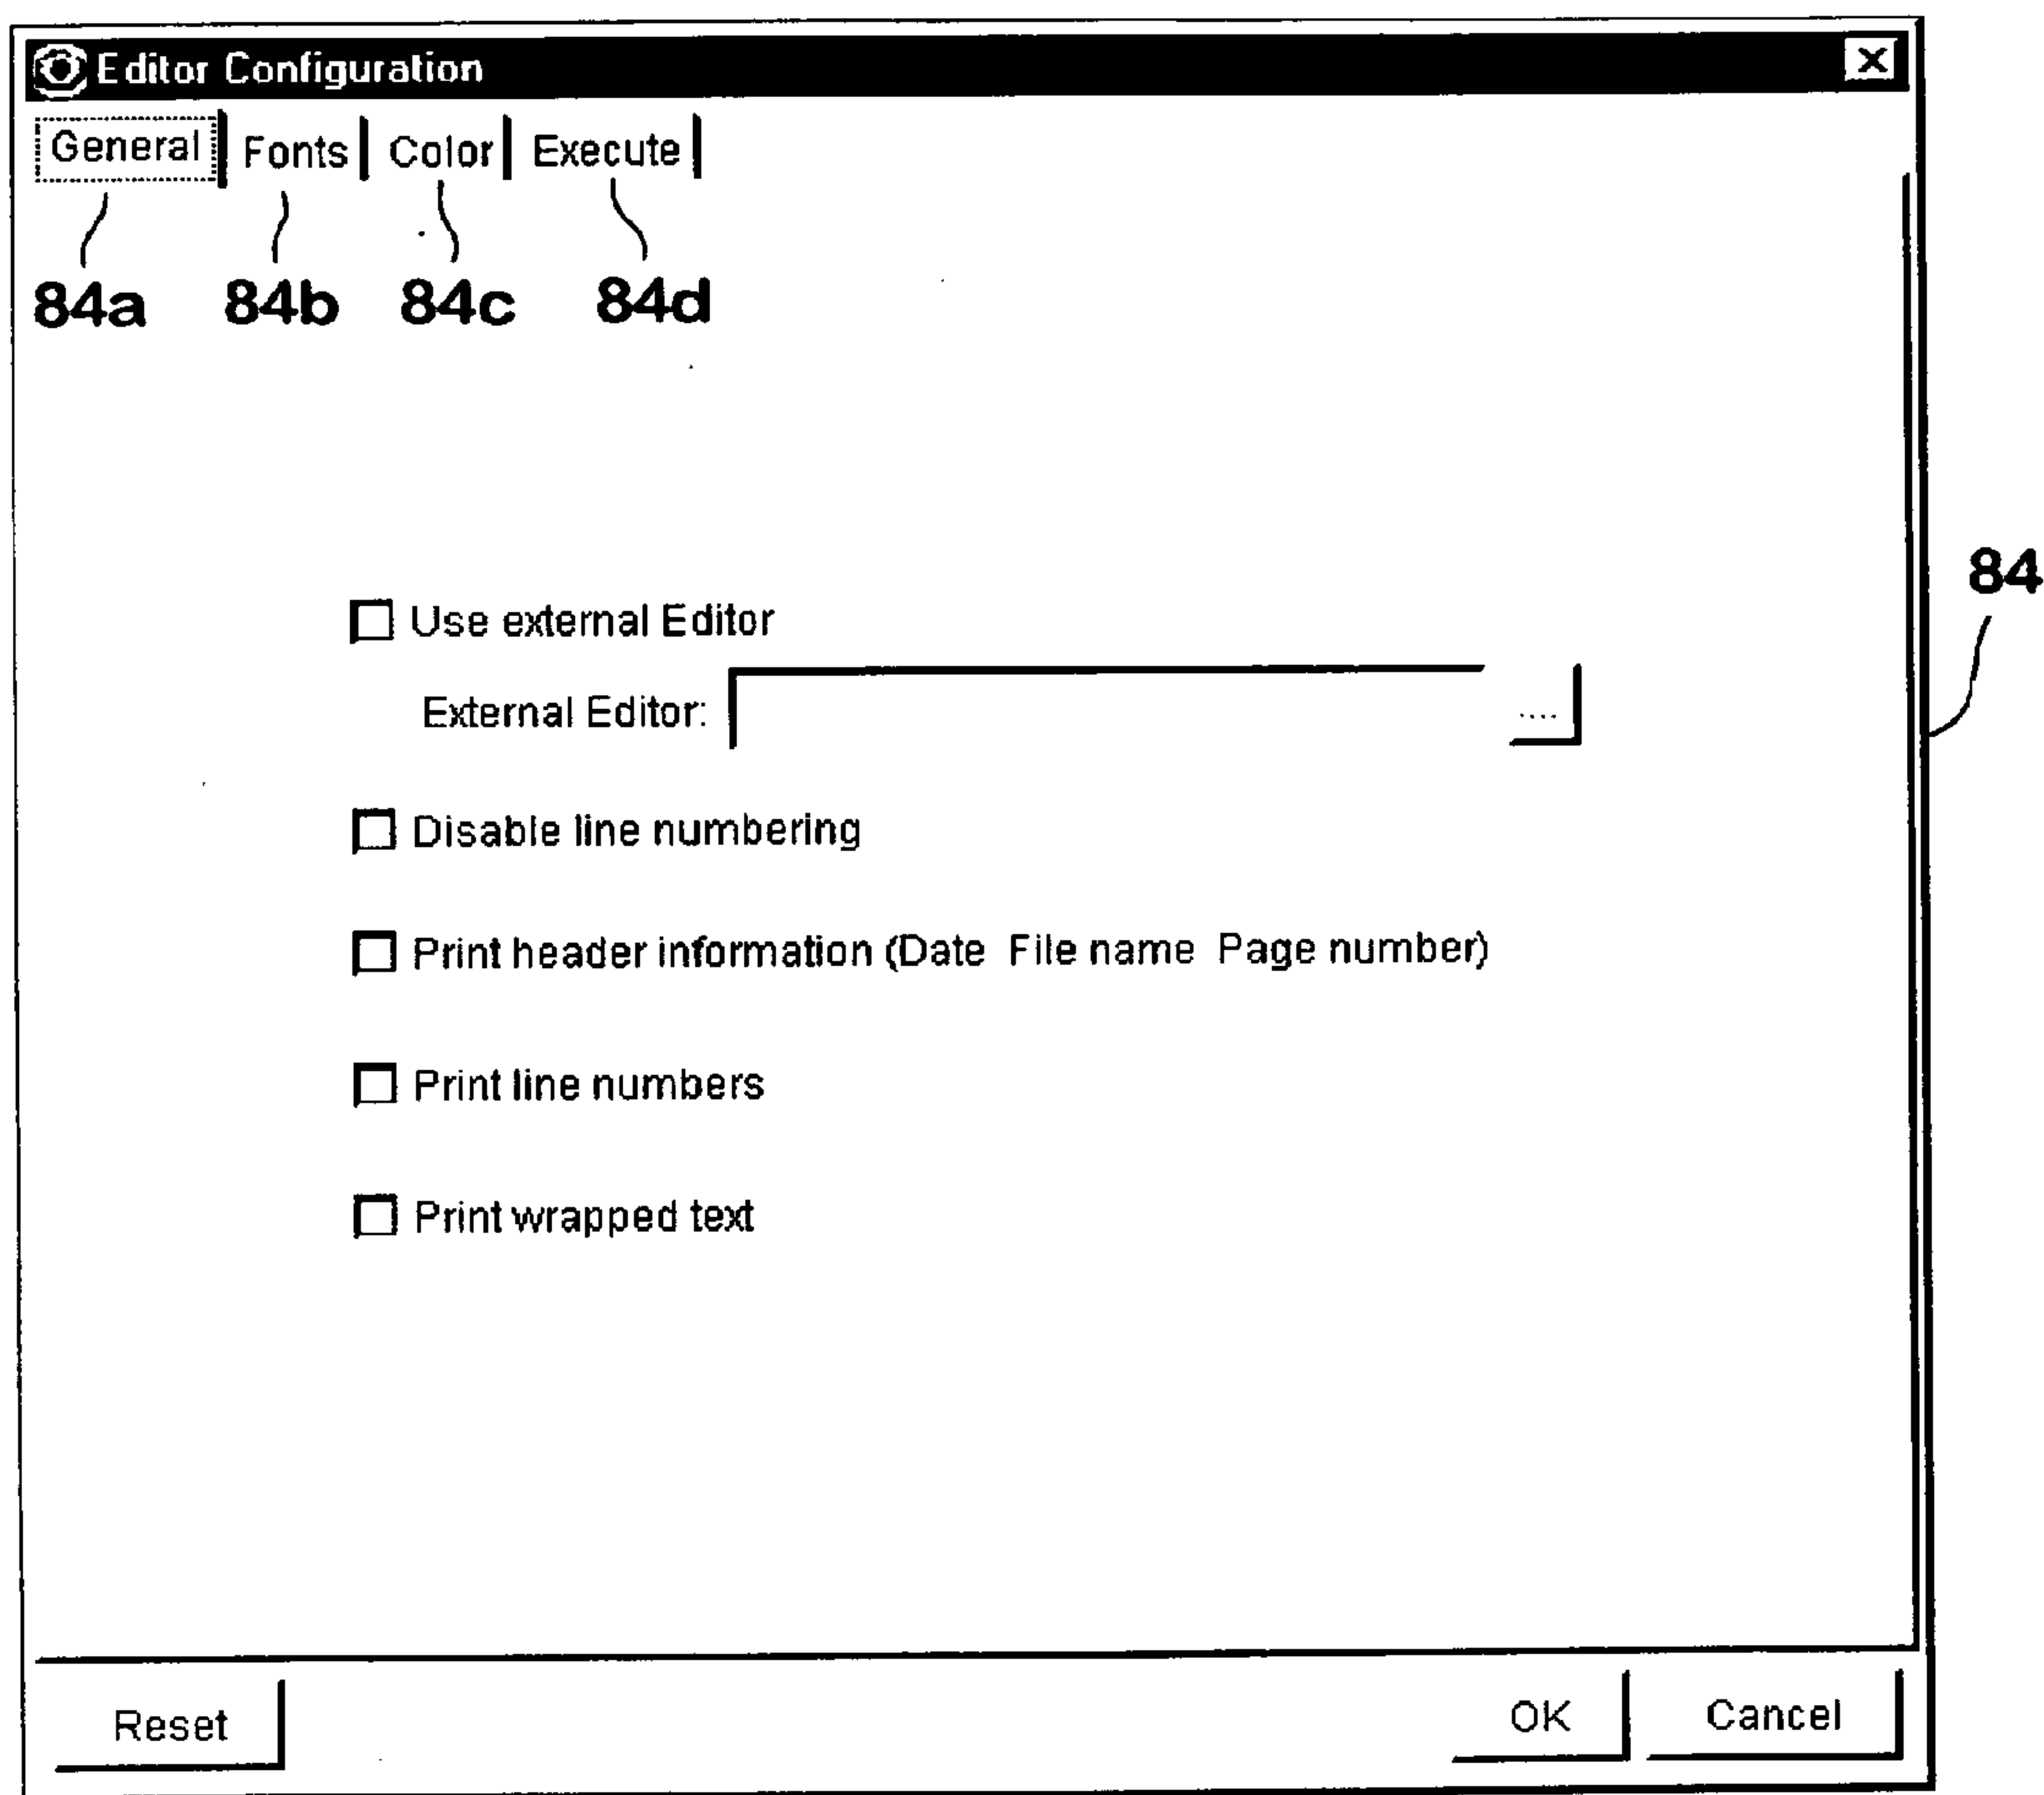 Editor Configuration
General Fonts Color Execute
84a 84b 84c 84d
84
Use external Editor
External Editor: ....
Disable line numbering
Print header information (Date File name Page number)
Print line numbers
Print wrapped text
Reset OK Cancel